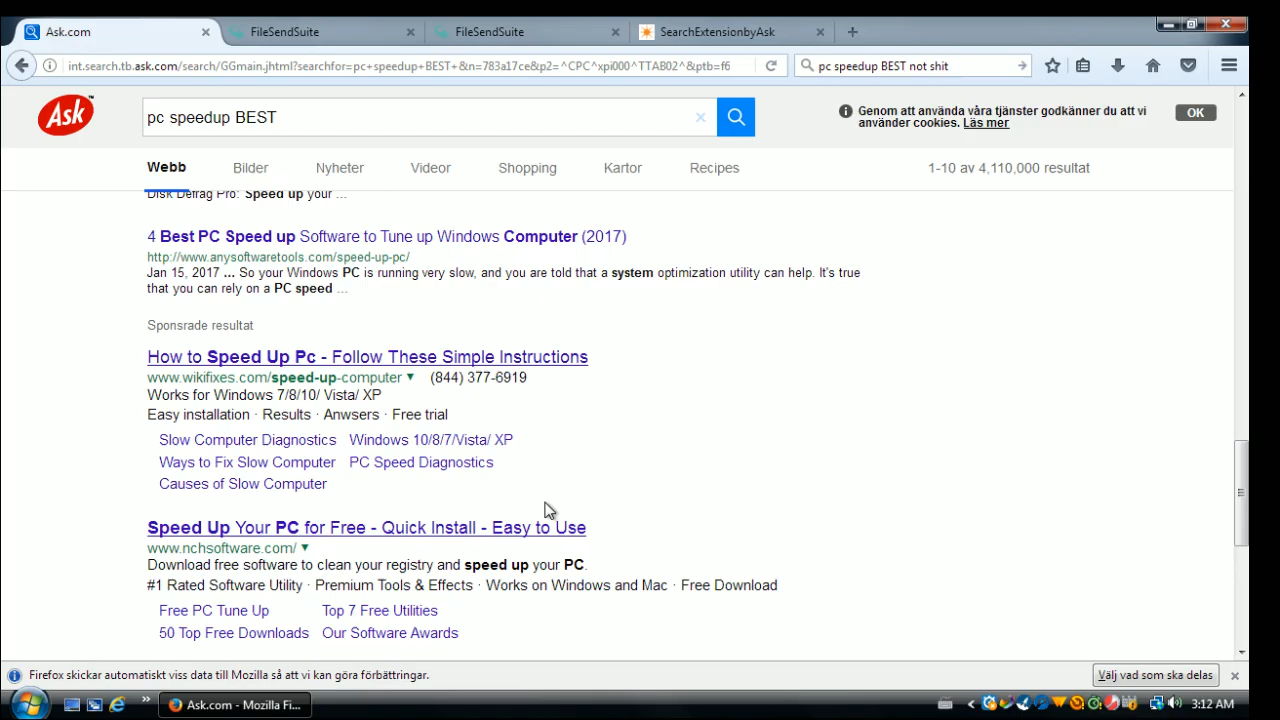 Ask.com
FileSendSuite
FileSendSuite
SearchExtensionbyAsk
int.search.tb.ask.com/search/GGmain.jhtml?searchfor=pc+speedup+BEST+&n=783a17ce&p2=^CPC^xpi000^TTAB02^&ptb=f6
pc speedup BEST not shit
Ask™
pc speedup BEST
Genom att använda våra tjänster godkänner du att vi
använder cookies. Läs mer
OK
Webb
Bilder
Nyheter
Videor
Shopping
Kartor
Recipes
1-10 av 4,110,000 resultat
Disk Defrag Pro: Speed up your ...
4 Best PC Speed up Software to Tune up Windows Computer (2017)
http://www.anysoftwaretools.com/speed-up-pc/
Jan 15, 2017 ... So your Windows PC is running very slow, and you are told that a system optimization utility can help. It's true
that you can rely on a PC speed ...
Sponsrade resultat
How to Speed Up Pc - Follow These Simple Instructions
www.wikifixes.com/speed-up-computer ▼ (844) 377-6919
Works for Windows 7/8/10/ Vista/ XP
Easy installation · Results · Anwsers · Free trial
Slow Computer Diagnostics Windows 10/8/7/Vista/ XP
Ways to Fix Slow Computer PC Speed Diagnostics
Causes of Slow Computer
Speed Up Your PC for Free - Quick Install - Easy to Use
www.nchsoftware.com/ ▼
Download free software to clean your registry and speed up your PC.
#1 Rated Software Utility · Premium Tools & Effects · Works on Windows and Mac · Free Download
Free PC Tune Up Top 7 Free Utilities
50 Top Free Downloads Our Software Awards
Firefox skickar automatiskt viss data till Mozilla så att vi kan göra förbättringar.
Välj vad som ska delas
Ask.com - Mozilla Fi...
3:12 AM